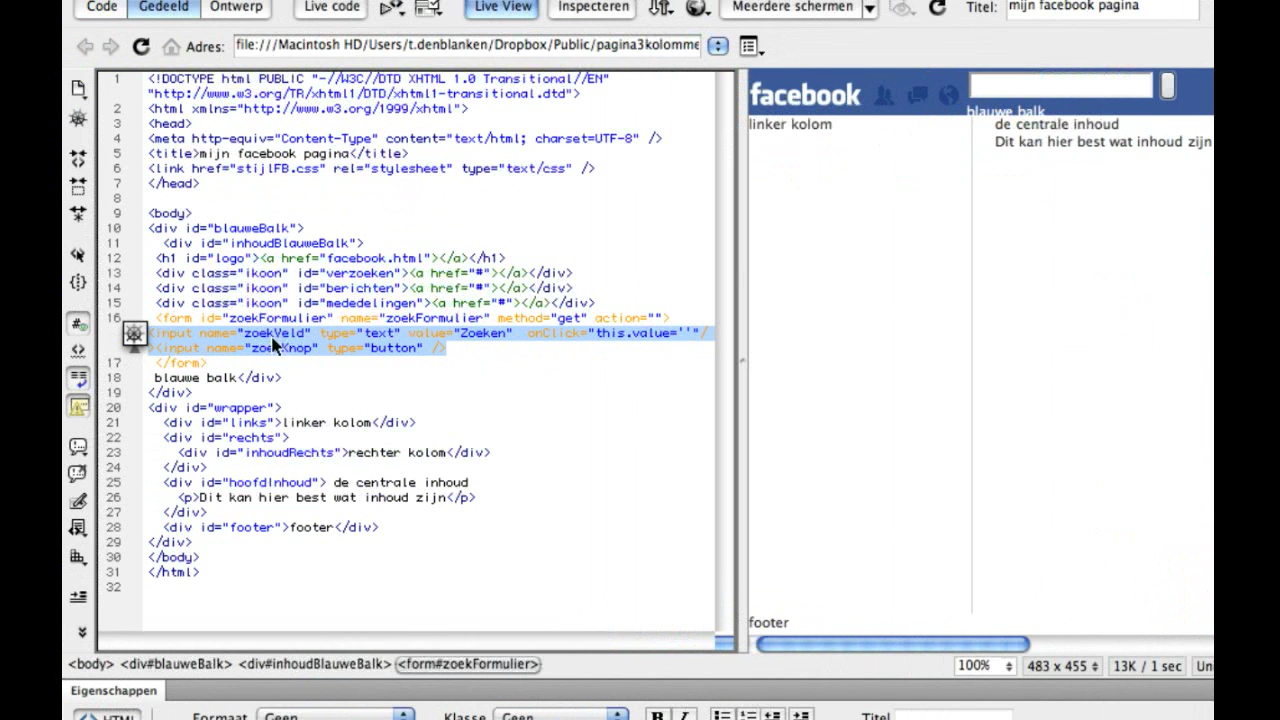 Code Gedeeld Ontwerp Live code Live View Inspecteren Meerdere schermen Titel: mijn facebook pagina
Adres: file:///Macintosh HD/Users/t.denblanken/Dropbox/Public/pagina3kolomme
1 <!DOCTYPE html PUBLIC "-//W3C//DTD XHTML 1.0 Transitional//EN"
"http://www.w3.org/TR/xhtml1/DTD/xhtml1-transitional.dtd">
2 <html xmlns="http://www.w3.org/1999/xhtml">
3 <head>
4 <meta http-equiv="Content-Type" content="text/html; charset=UTF-8" />
5 <title>mijn facebook pagina</title>
6 <link href="stijlFB.css" rel="stylesheet" type="text/css" />
7 </head>
8
9 <body>
10 <div id="blauweBalk">
11 <div id="inhoudBlauweBalk">
12 <h1 id="logo"><a href="facebook.html"></a></h1>
13 <div class="ikoon" id="verzoeken"><a href="#"></a></div>
14 <div class="ikoon" id="berichten"><a href="#"></a></div>
15 <div class="ikoon" id="mededelingen"><a href="#"></a></div>
16 <form id="zoekFormulier" name="zoekFormulier" method="get" action="">
<input name="zoekVeld" type="text" value="Zoeken" onClick="this.value=''"/
><input name="zoekKnop" type="button" />
17 </form>
18 blauwe balk</div>
19 </div>
20 <div id="wrapper">
21 <div id="links">linker kolom</div>
22 <div id="rechts">
23 <div id="inhoudRechts">rechter kolom</div>
24 </div>
25 <div id="hoofdInhoud"> de centrale inhoud
26 <p>Dit kan hier best wat inhoud zijn</p>
27 </div>
28 <div id="footer">footer</div>
29 </div>
30 </body>
31 </html>
32
facebook
blauwe balk
linker kolom de centrale inhoud
Dit kan hier best wat inhoud zijn
footer
<body> <div#blauweBalk> <div#inhoudBlauweBalk> <form#zoekFormulier> 100% 483 x 455 13K / 1 sec Un
Eigenschappen
HTML Formaat Geen Klasse Geen B I Titel